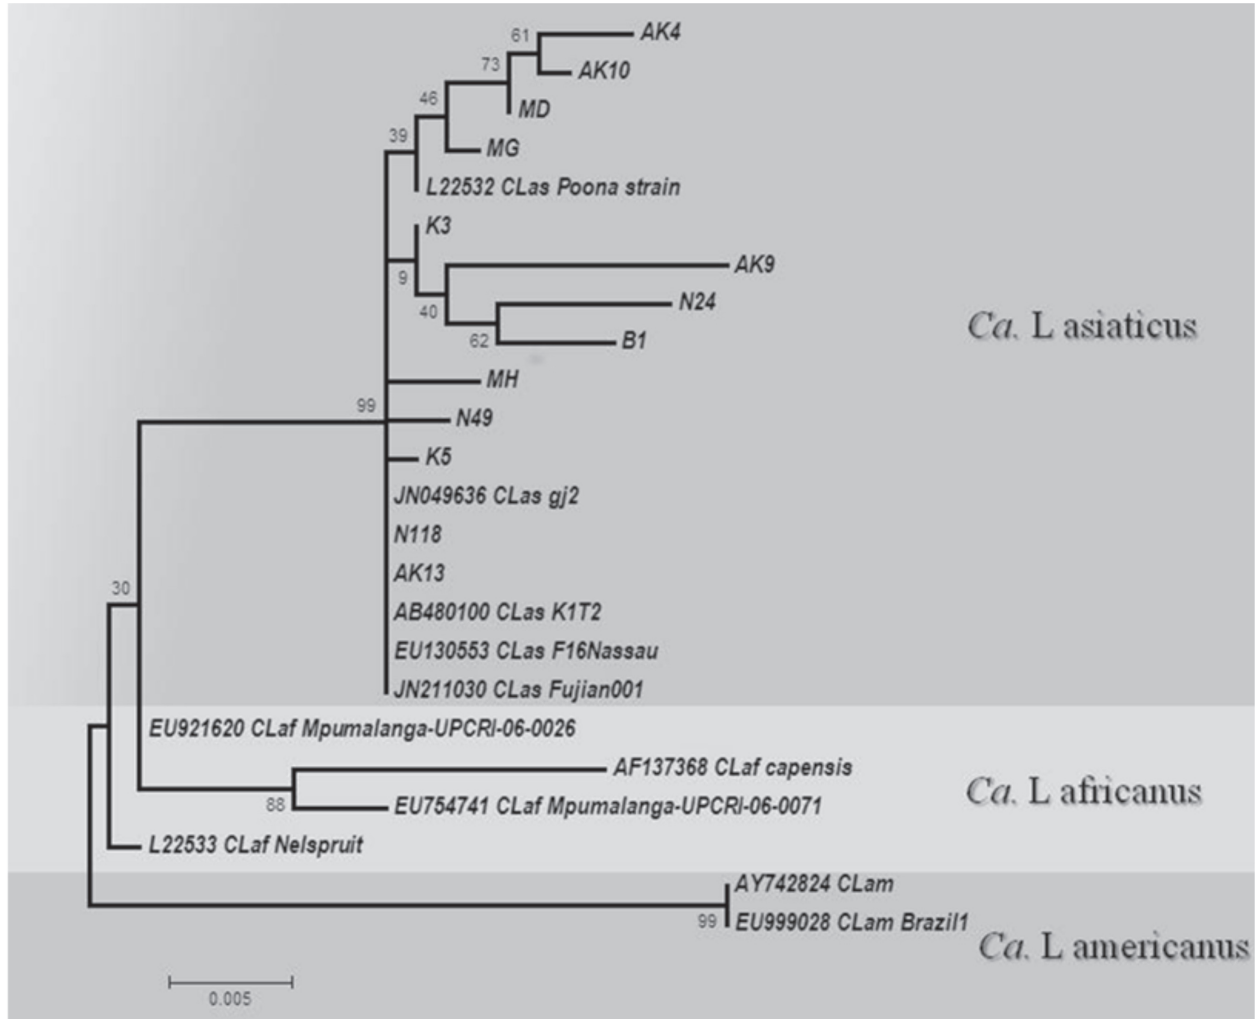 61
AK4
AK10
73
MD
46
MG
39
L22532 CLas Poona strain
K3
AK9
9
N24
40
B1
62
Ca. L asiaticus
MH
99
N49
K5
JN049636 CLas gj2
N118
AK13
30
AB480100 CLas K1T2
EU130553 CLas F16Nassau
JN211030 CLas Fujian001
EU921620 CLaf Mpumalanga-UPCRI-06-0026
AF137368 CLaf capensis
Ca. L africanus
88
EU754741 CLaf Mpumalanga-UPCRI-06-0071
L22533 CLaf Nelspruit
AY742824 CLam
99
EU999028 CLam Brazil1
Ca. L americanus
0.005